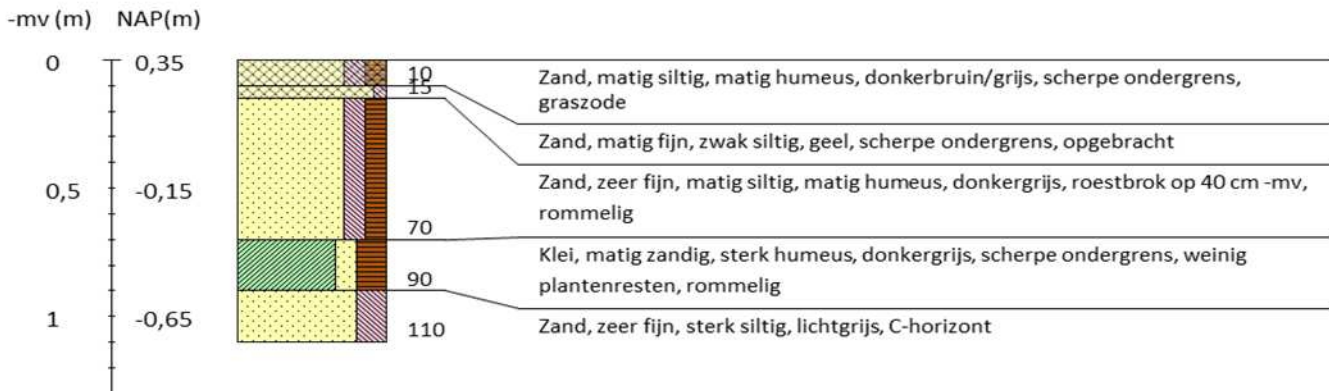 -mv (m) NAP(m)
0 0,35
10 Zand, matig siltig, matig humeus, donkerbruin/grijs, scherpe ondergrens,
15 graszode
Zand, matig fijn, zwak siltig, geel, scherpe ondergrens, opgebracht
0,5 -0,15 Zand, zeer fijn, matig siltig, matig humeus, donkergrijs, roestbrok op 40 cm -mv,
rommelig
70
Klei, matig zandig, sterk humeus, donkergrijs, scherpe ondergrens, weinig
90 plantenresten, rommelig
1 -0,65
110 Zand, zeer fijn, sterk siltig, lichtgrijs, C-horizont